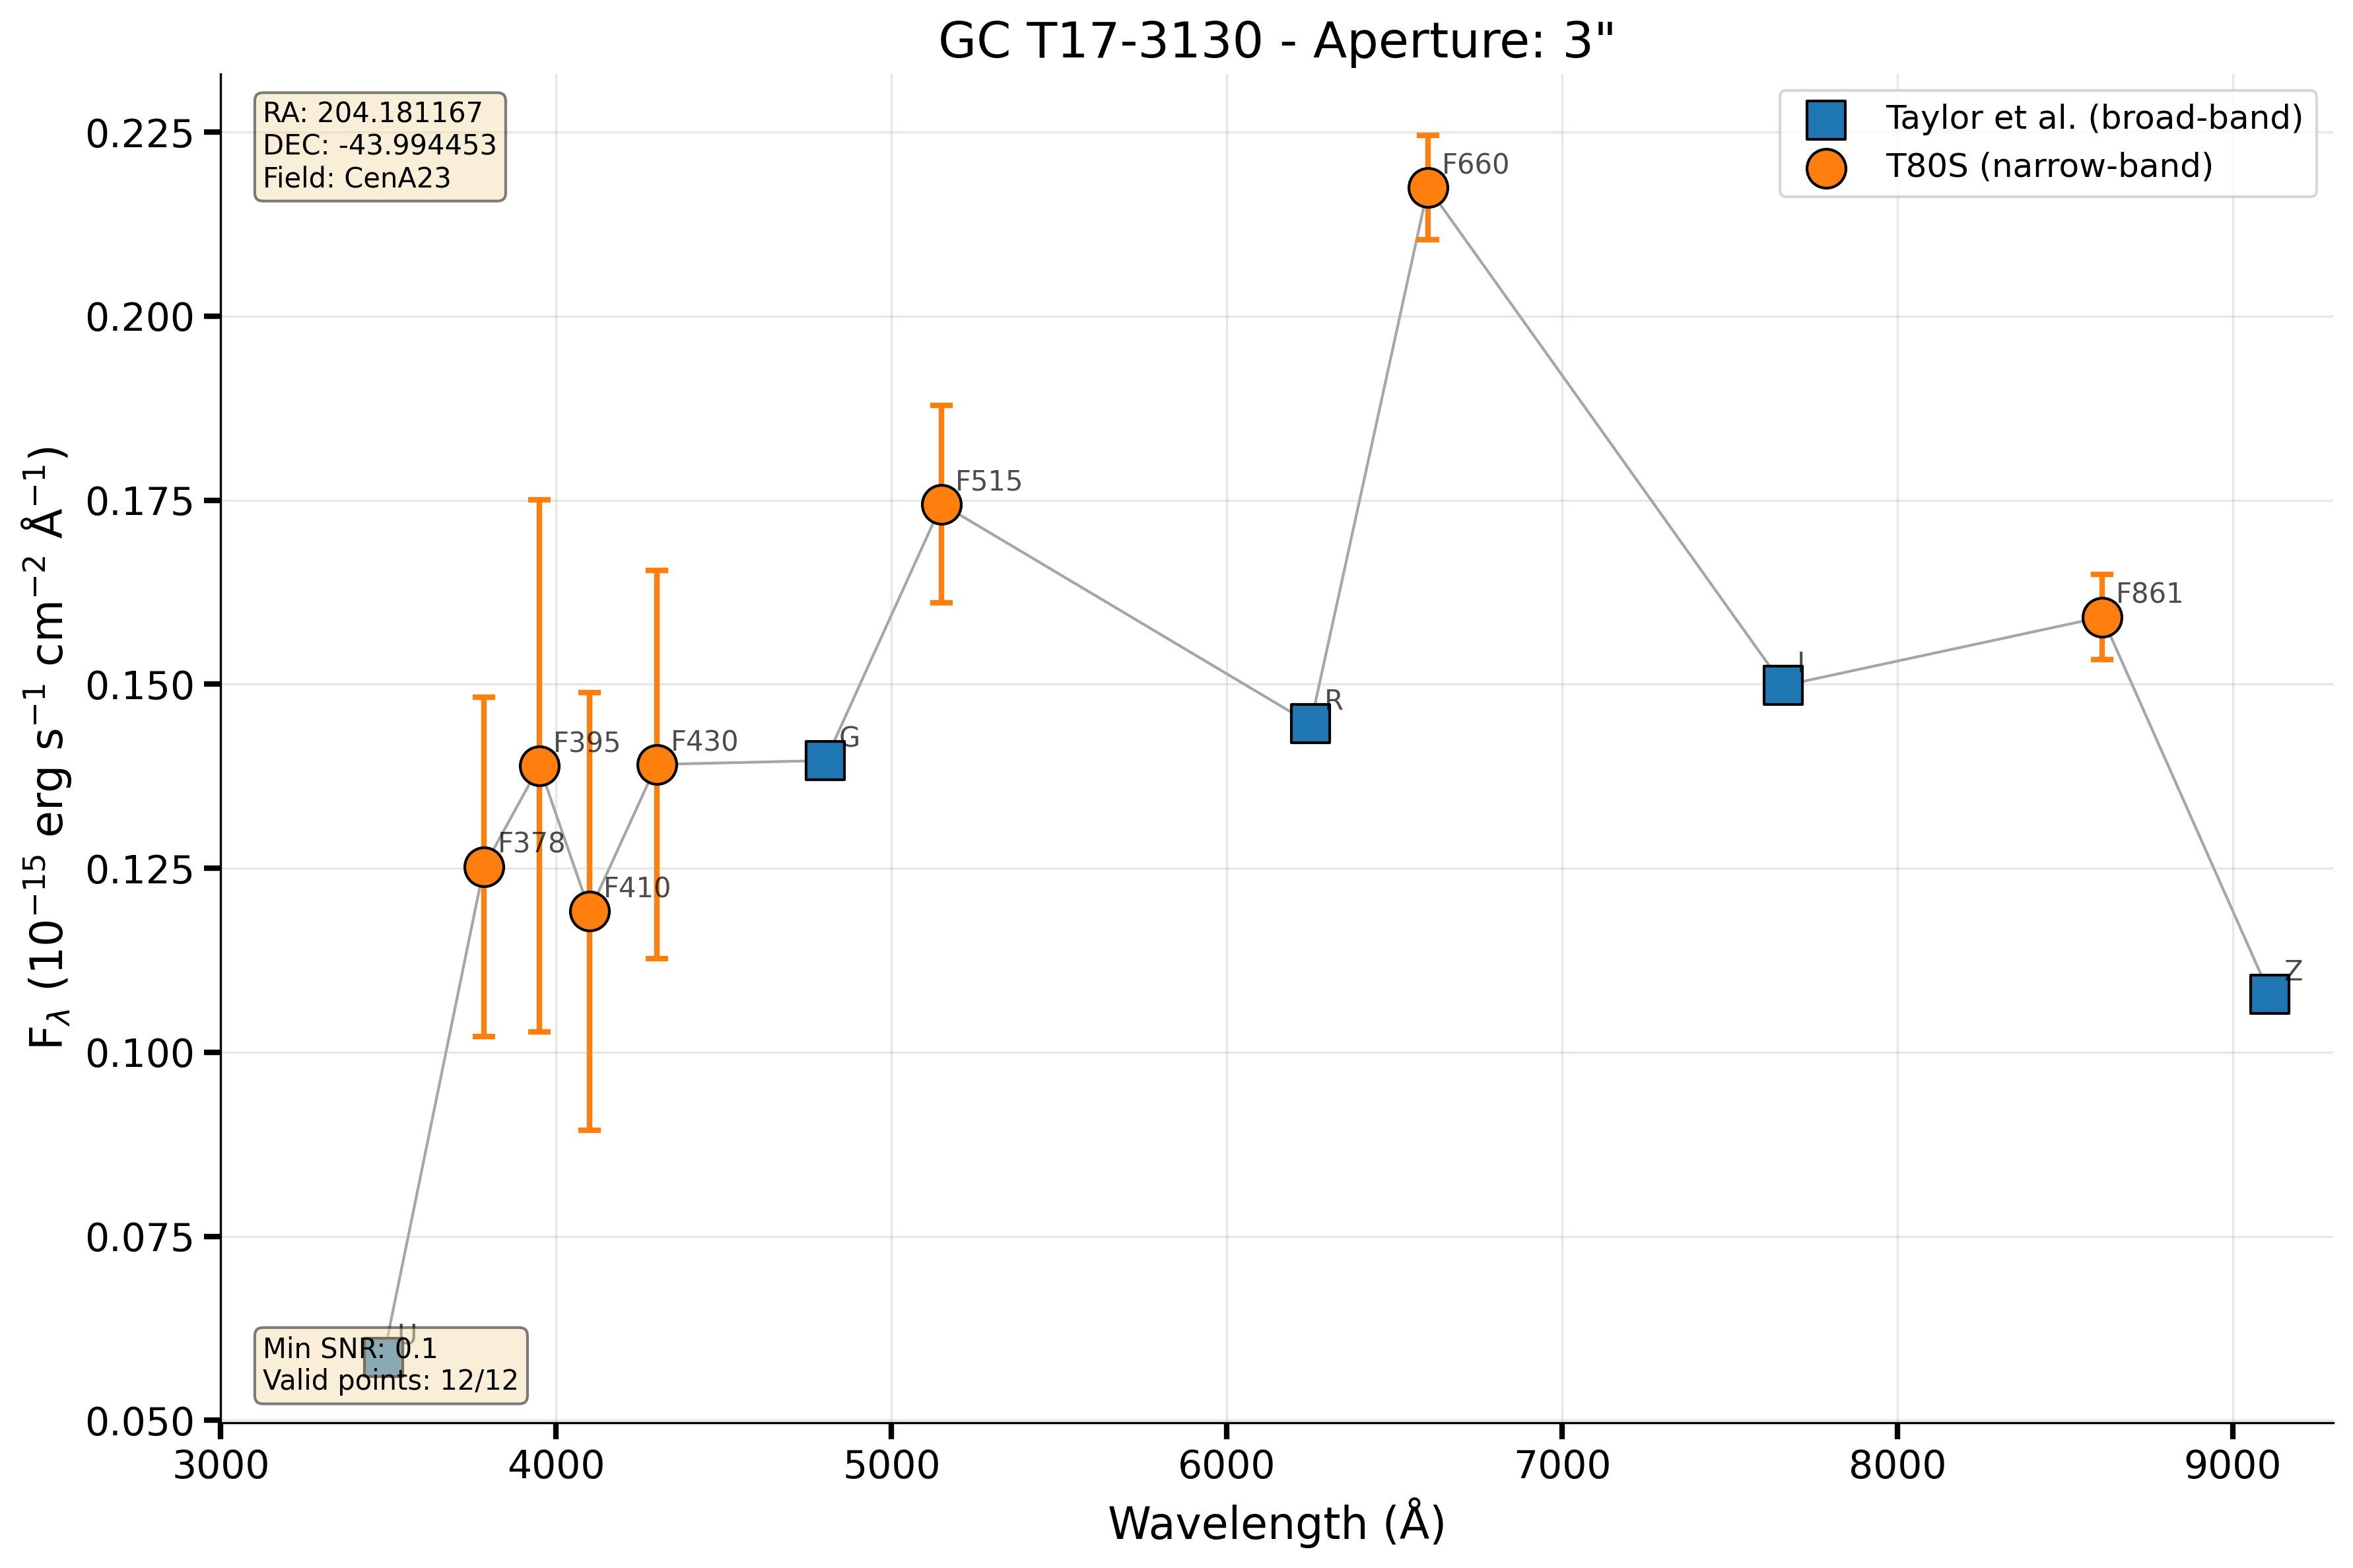 GC T17-3130 - Aperture: 3"
RA: 204.181167
DEC: -43.994453
Field: CenA23
Taylor et al. (broad-band)
T80S (narrow-band)
F660
F515
F861
I
R
F395
F430
G
F378
F410
Z
U
Min SNR: 0.1
Valid points: 12/12
0.225
0.200
0.175
0.150
0.125
0.100
0.075
0.050
3000 4000 5000 6000 7000 8000 9000
Wavelength (Å)
F_λ (10⁻¹⁵ erg s⁻¹ cm⁻² Å⁻¹)